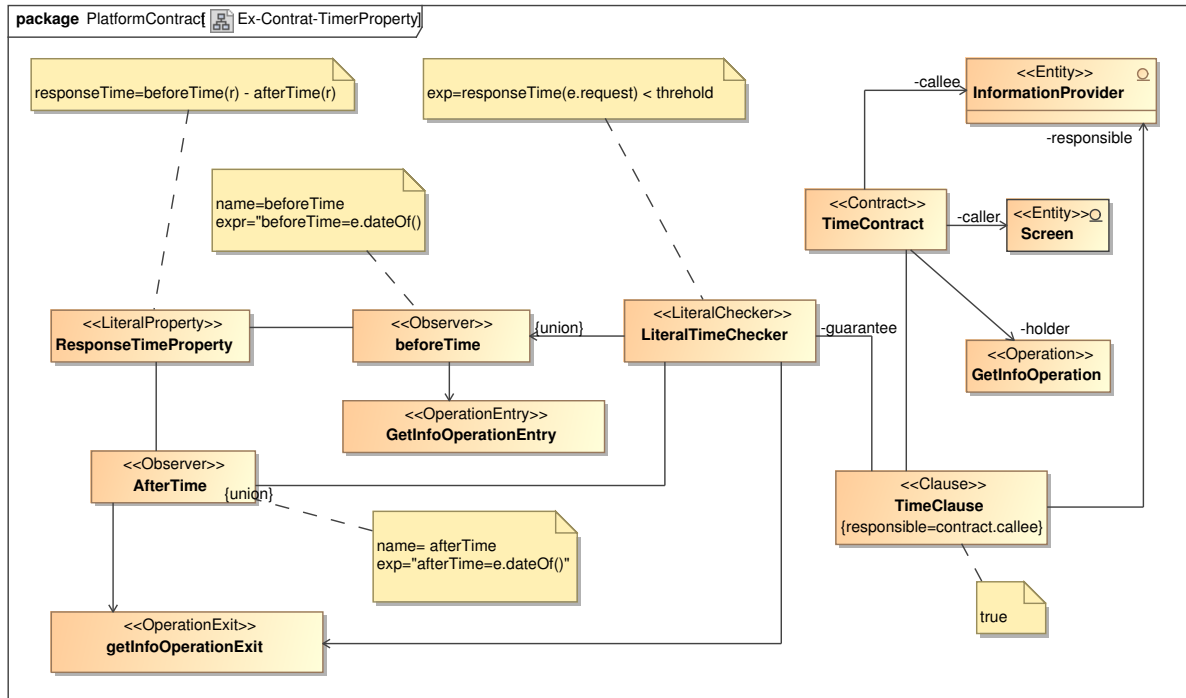 package PlatformContract[ Ex-Contrat-TimerProperty]
responseTime=beforeTime(r) - afterTime(r)
exp=responseTime(e.request) < threhold
<<Entity>>
InformationProvider
-callee
-responsible
name=beforeTime
expr="beforeTime=e.dateOf()
<<Contract>>
TimeContract
-caller
<<Entity>>
Screen
<<LiteralProperty>>
ResponseTimeProperty
<<Observer>>
beforeTime
{union}
<<LiteralChecker>>
LiteralTimeChecker
-guarantee
-holder
<<Operation>>
GetInfoOperation
<<OperationEntry>>
GetInfoOperationEntry
<<Observer>>
AfterTime
{union}
<<Clause>>
TimeClause
{responsible=contract.callee}
name= afterTime
exp="afterTime=e.dateOf()"
true
<<OperationExit>>
getInfoOperationExit